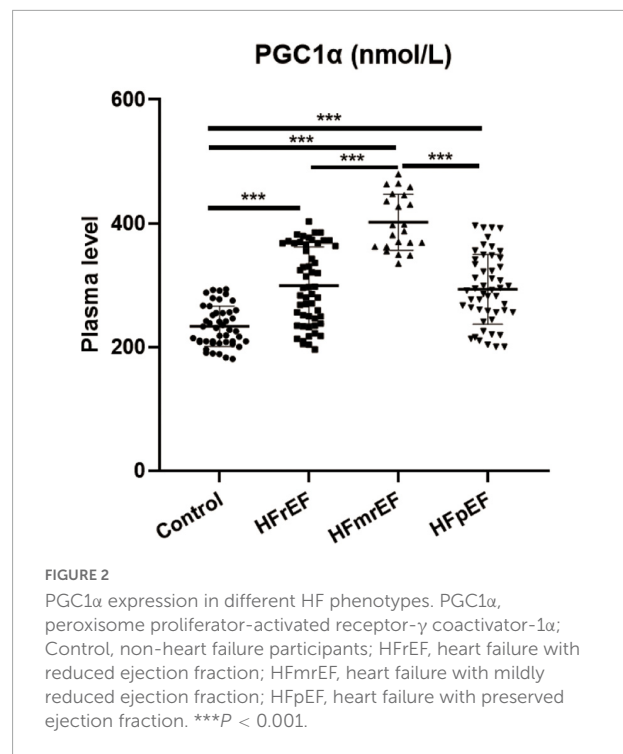 PGC1α (nmol/L)
600
***
***
*** ***
***
400
Plasma level
200
0
Control HFrEF HFmrEF HFpEF
FIGURE 2
PGC1α expression in different HF phenotypes. PGC1α,
peroxisome proliferator-activated receptor-γ coactivator-1α;
Control, non-heart failure participants; HFrEF, heart failure with
reduced ejection fraction; HFmrEF, heart failure with mildly
reduced ejection fraction; HFpEF, heart failure with preserved
ejection fraction. ***P < 0.001.